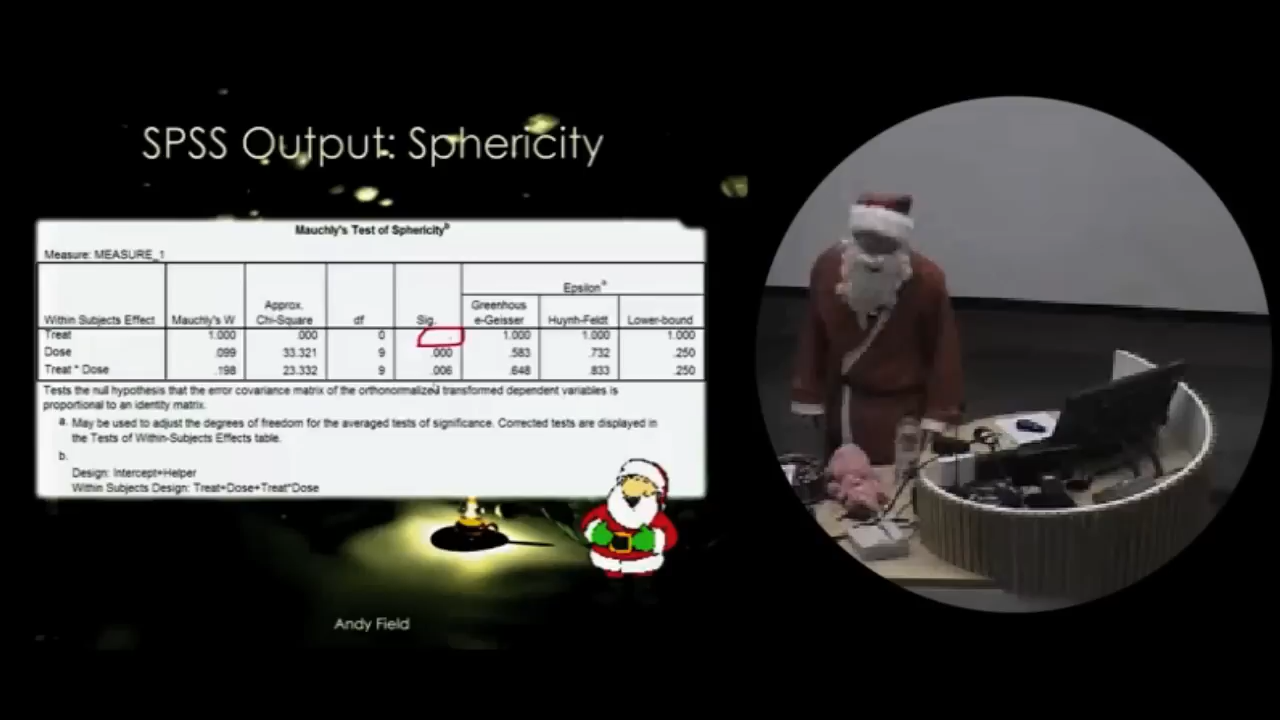 SPSS Output: Sphericity
Mauchly's Test of Sphericity^b
Measure: MEASURE_1
Within Subjects Effect Mauchly's W Approx. Chi-Square df Sig. Epsilon^a Greenhouse-Geisser Huynh-Feldt Lower-bound
Treat 1.000 .000 0 . 1.000 1.000 1.000
Dose .099 33.321 9 .000 .583 .732 .250
Treat * Dose .198 23.332 9 .006 .648 .833 .250
Tests the null hypothesis that the error covariance matrix of the orthonormalized transformed dependent variables is
proportional to an identity matrix.
a. May be used to adjust the degrees of freedom for the averaged tests of significance. Corrected tests are displayed in
the Tests of Within-Subjects Effects table.
b.
Design: Intercept+Helper
Within Subjects Design: Treat+Dose+Treat*Dose
Andy Field